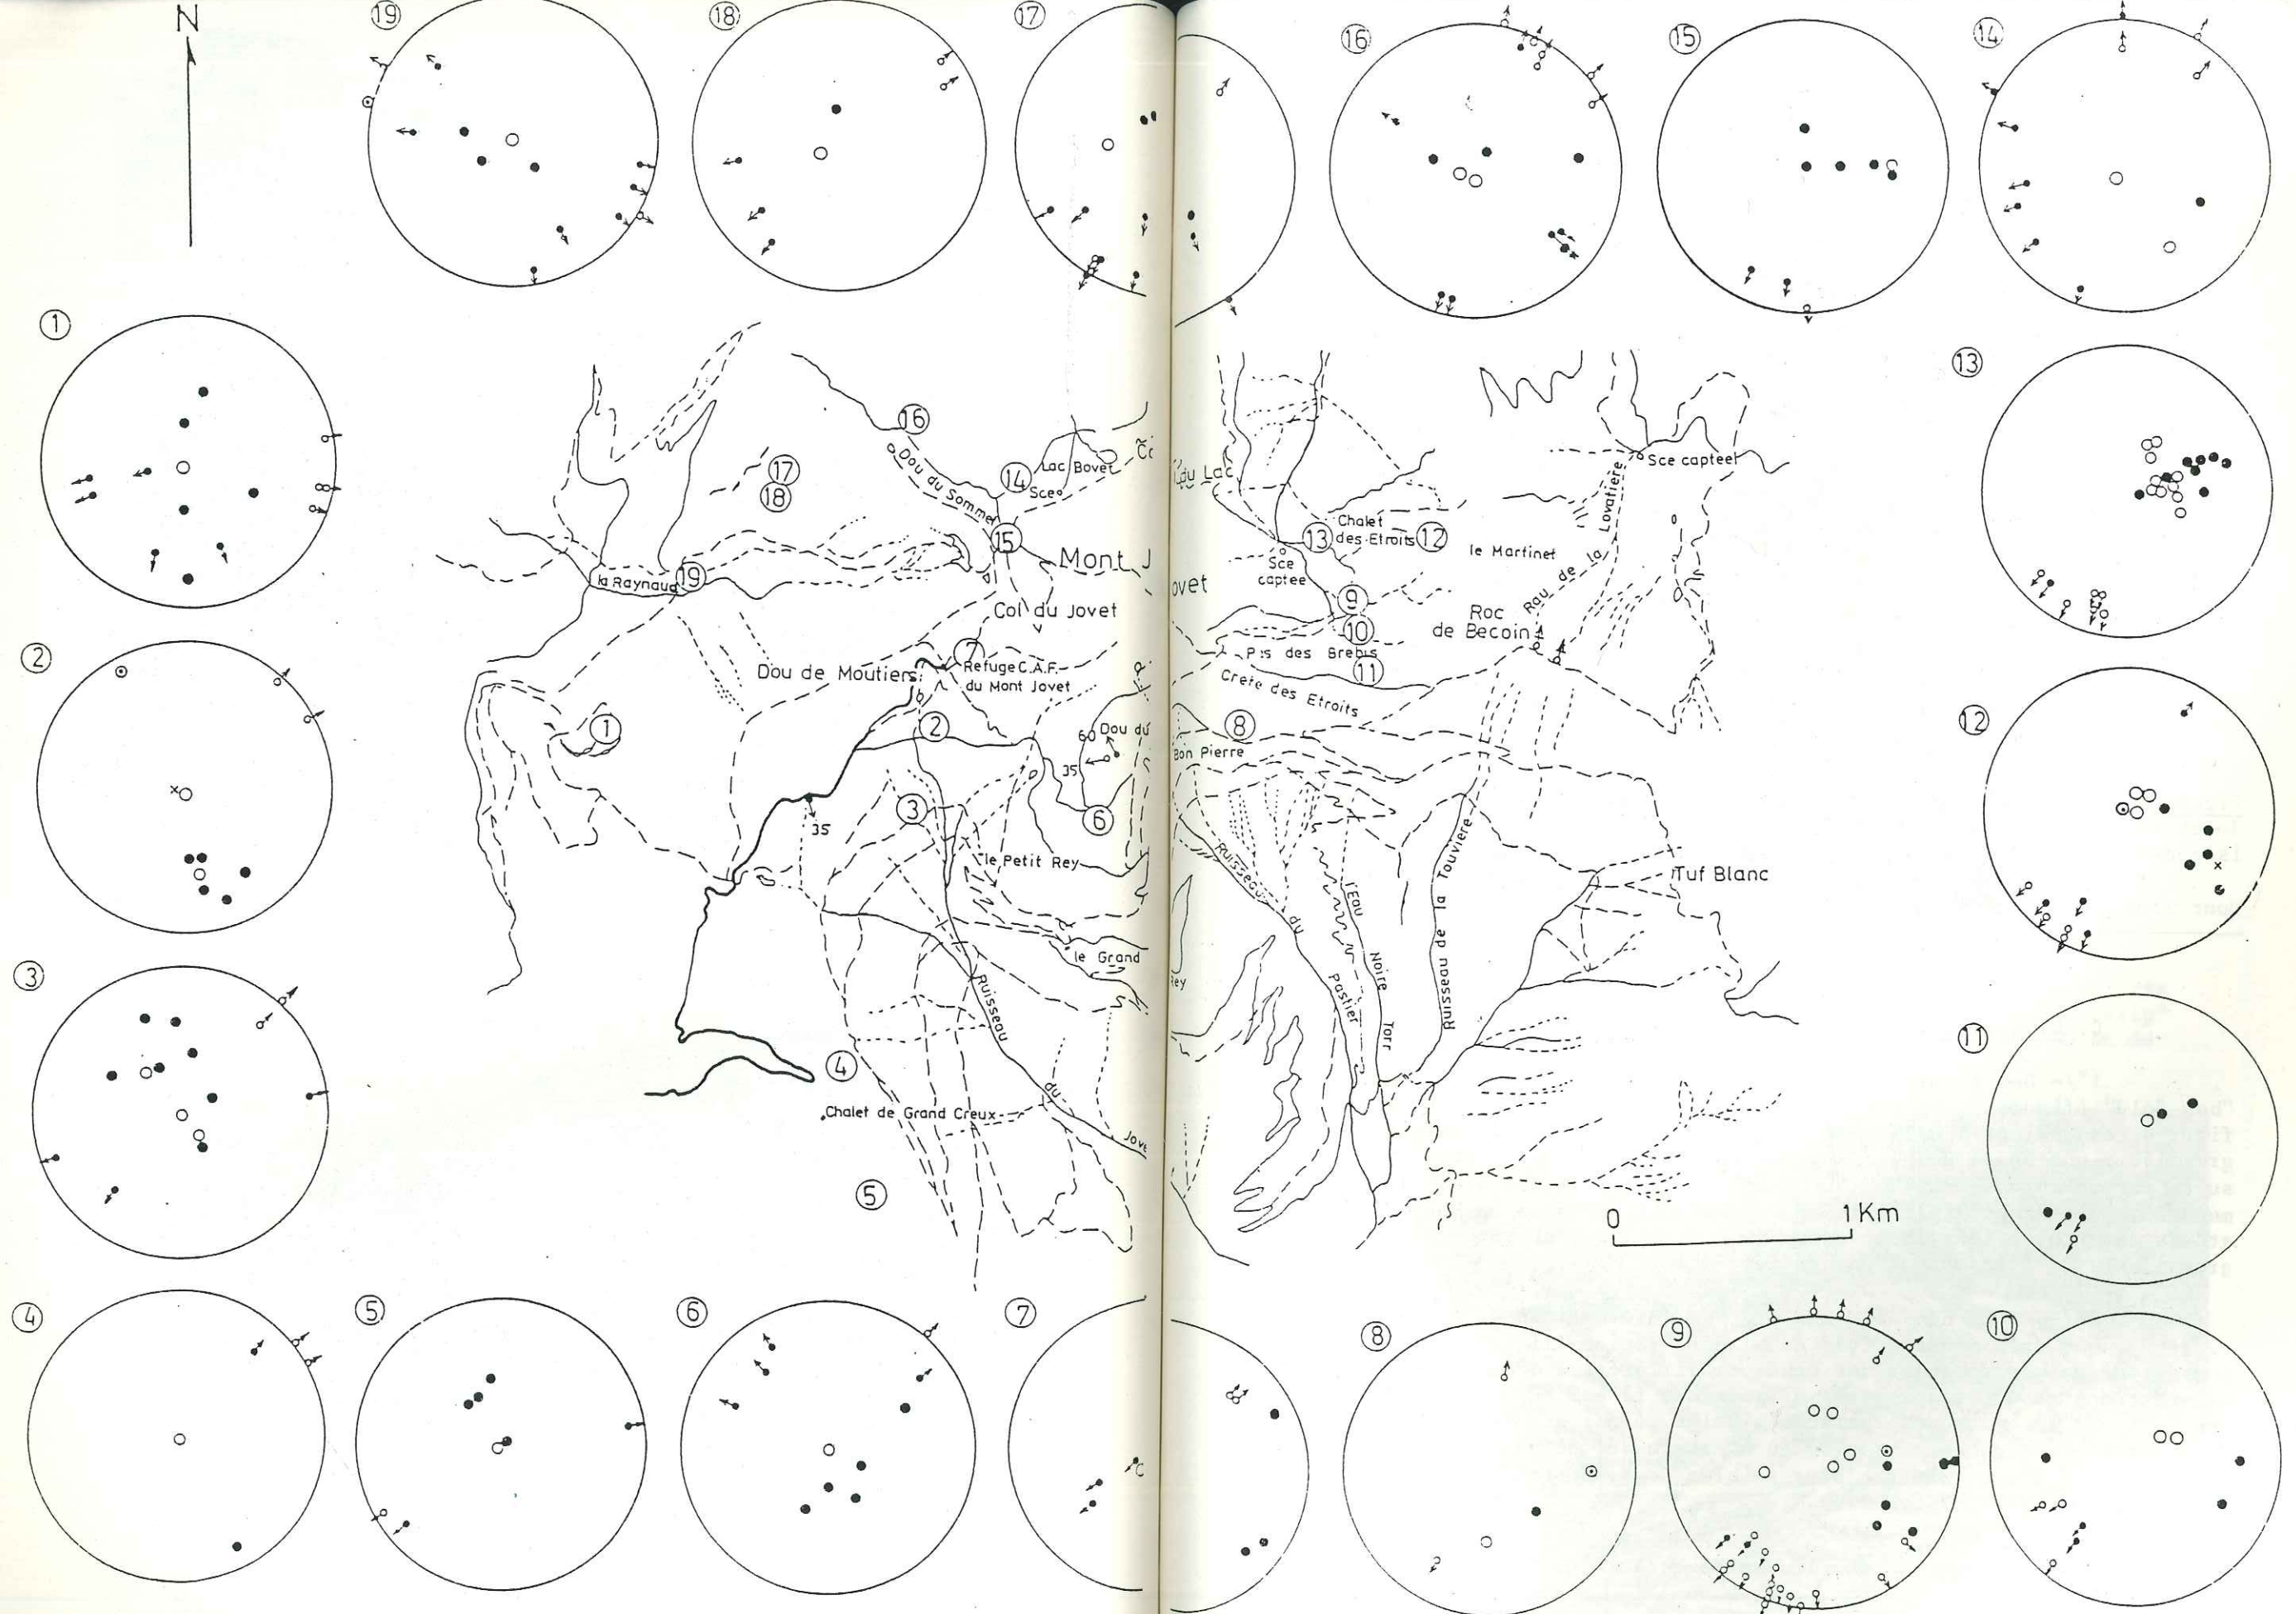 N
19
18
17
16
15
14
1
13
2
12
3
11
4
5
6
7
8
9
10
16
Dou du Sommet
17
18
14
Lac Bovet
Sce
du Lac
Sce captee
Lovatiere
Rau de la
Chalet
des Etroits
13
12
le Martinet
15
Mont J
ovet
Sce
captee
la Raynaud
19
Col du Jovet
9
10
Roc
de Becoin
Pas des Brebis
11
7
Refuge C.A.F.
du Mont Jovet
Dou de Moutiers
Crete des Etroits
1
2
8
60
Dou du
Bon Pierre
35
3
6
35
le Petit Rey
Tuf Blanc
Ruisseau du Pastier
l'Eau Noire
Torr
Ruisseau de la Touviere
le Grand
Rey
Ruisseau du Jove
4
Chalet de Grand Creux
5
0
1 Km